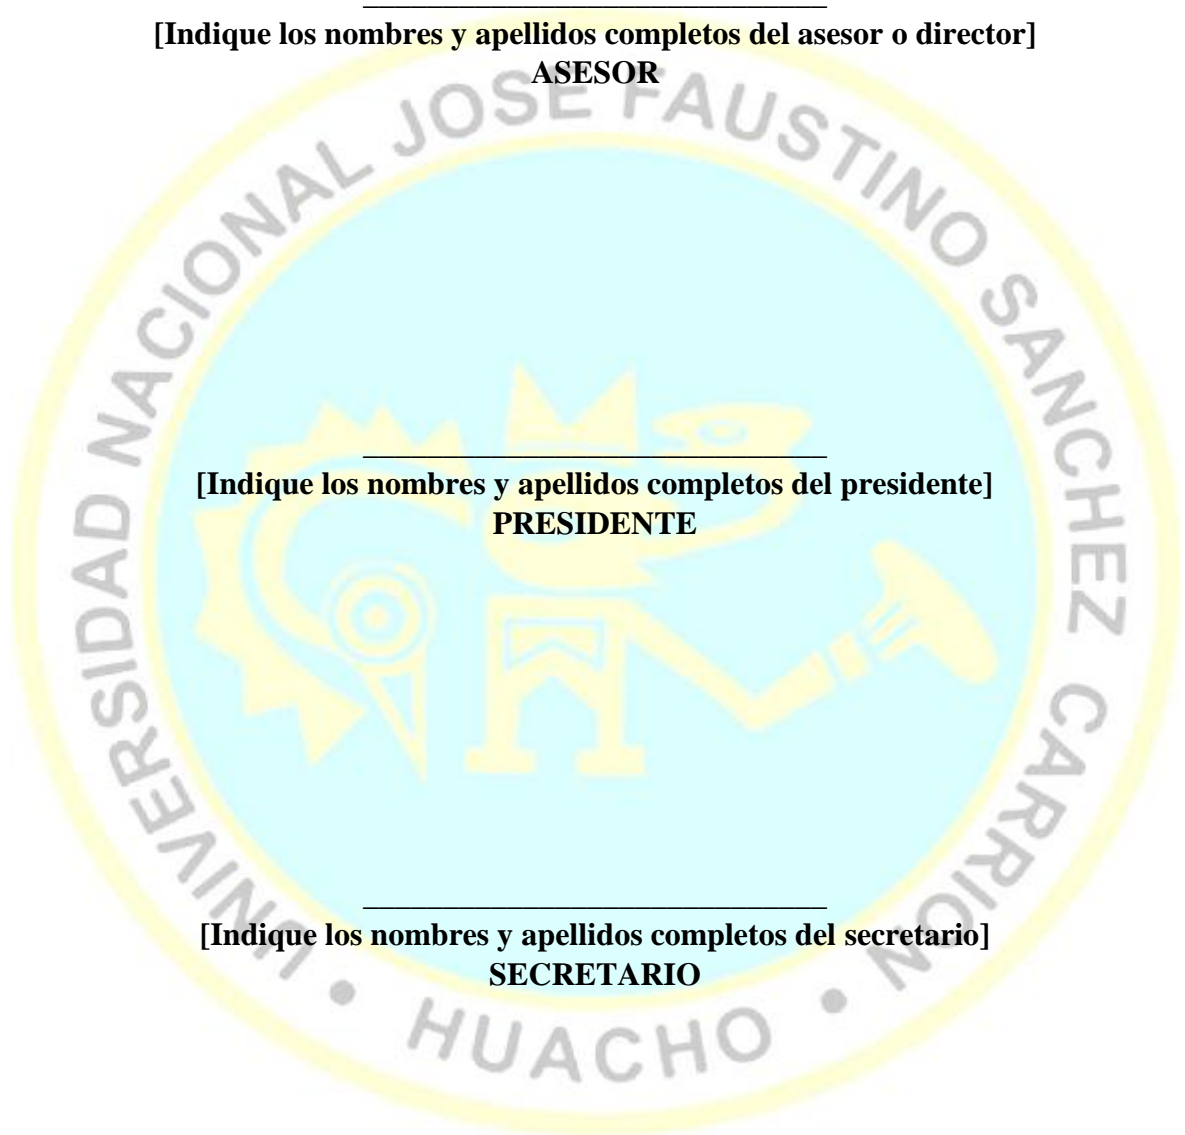 [Indique los nombres y apellidos completos del asesor o director]
ASESOR
[Indique los nombres y apellidos completos del presidente]
PRESIDENTE
[Indique los nombres y apellidos completos del secretario]
SECRETARIO
UNIVERSIDAD NACIONAL JOSE FAUSTINO SANCHEZ CARRION
• HUACHO •